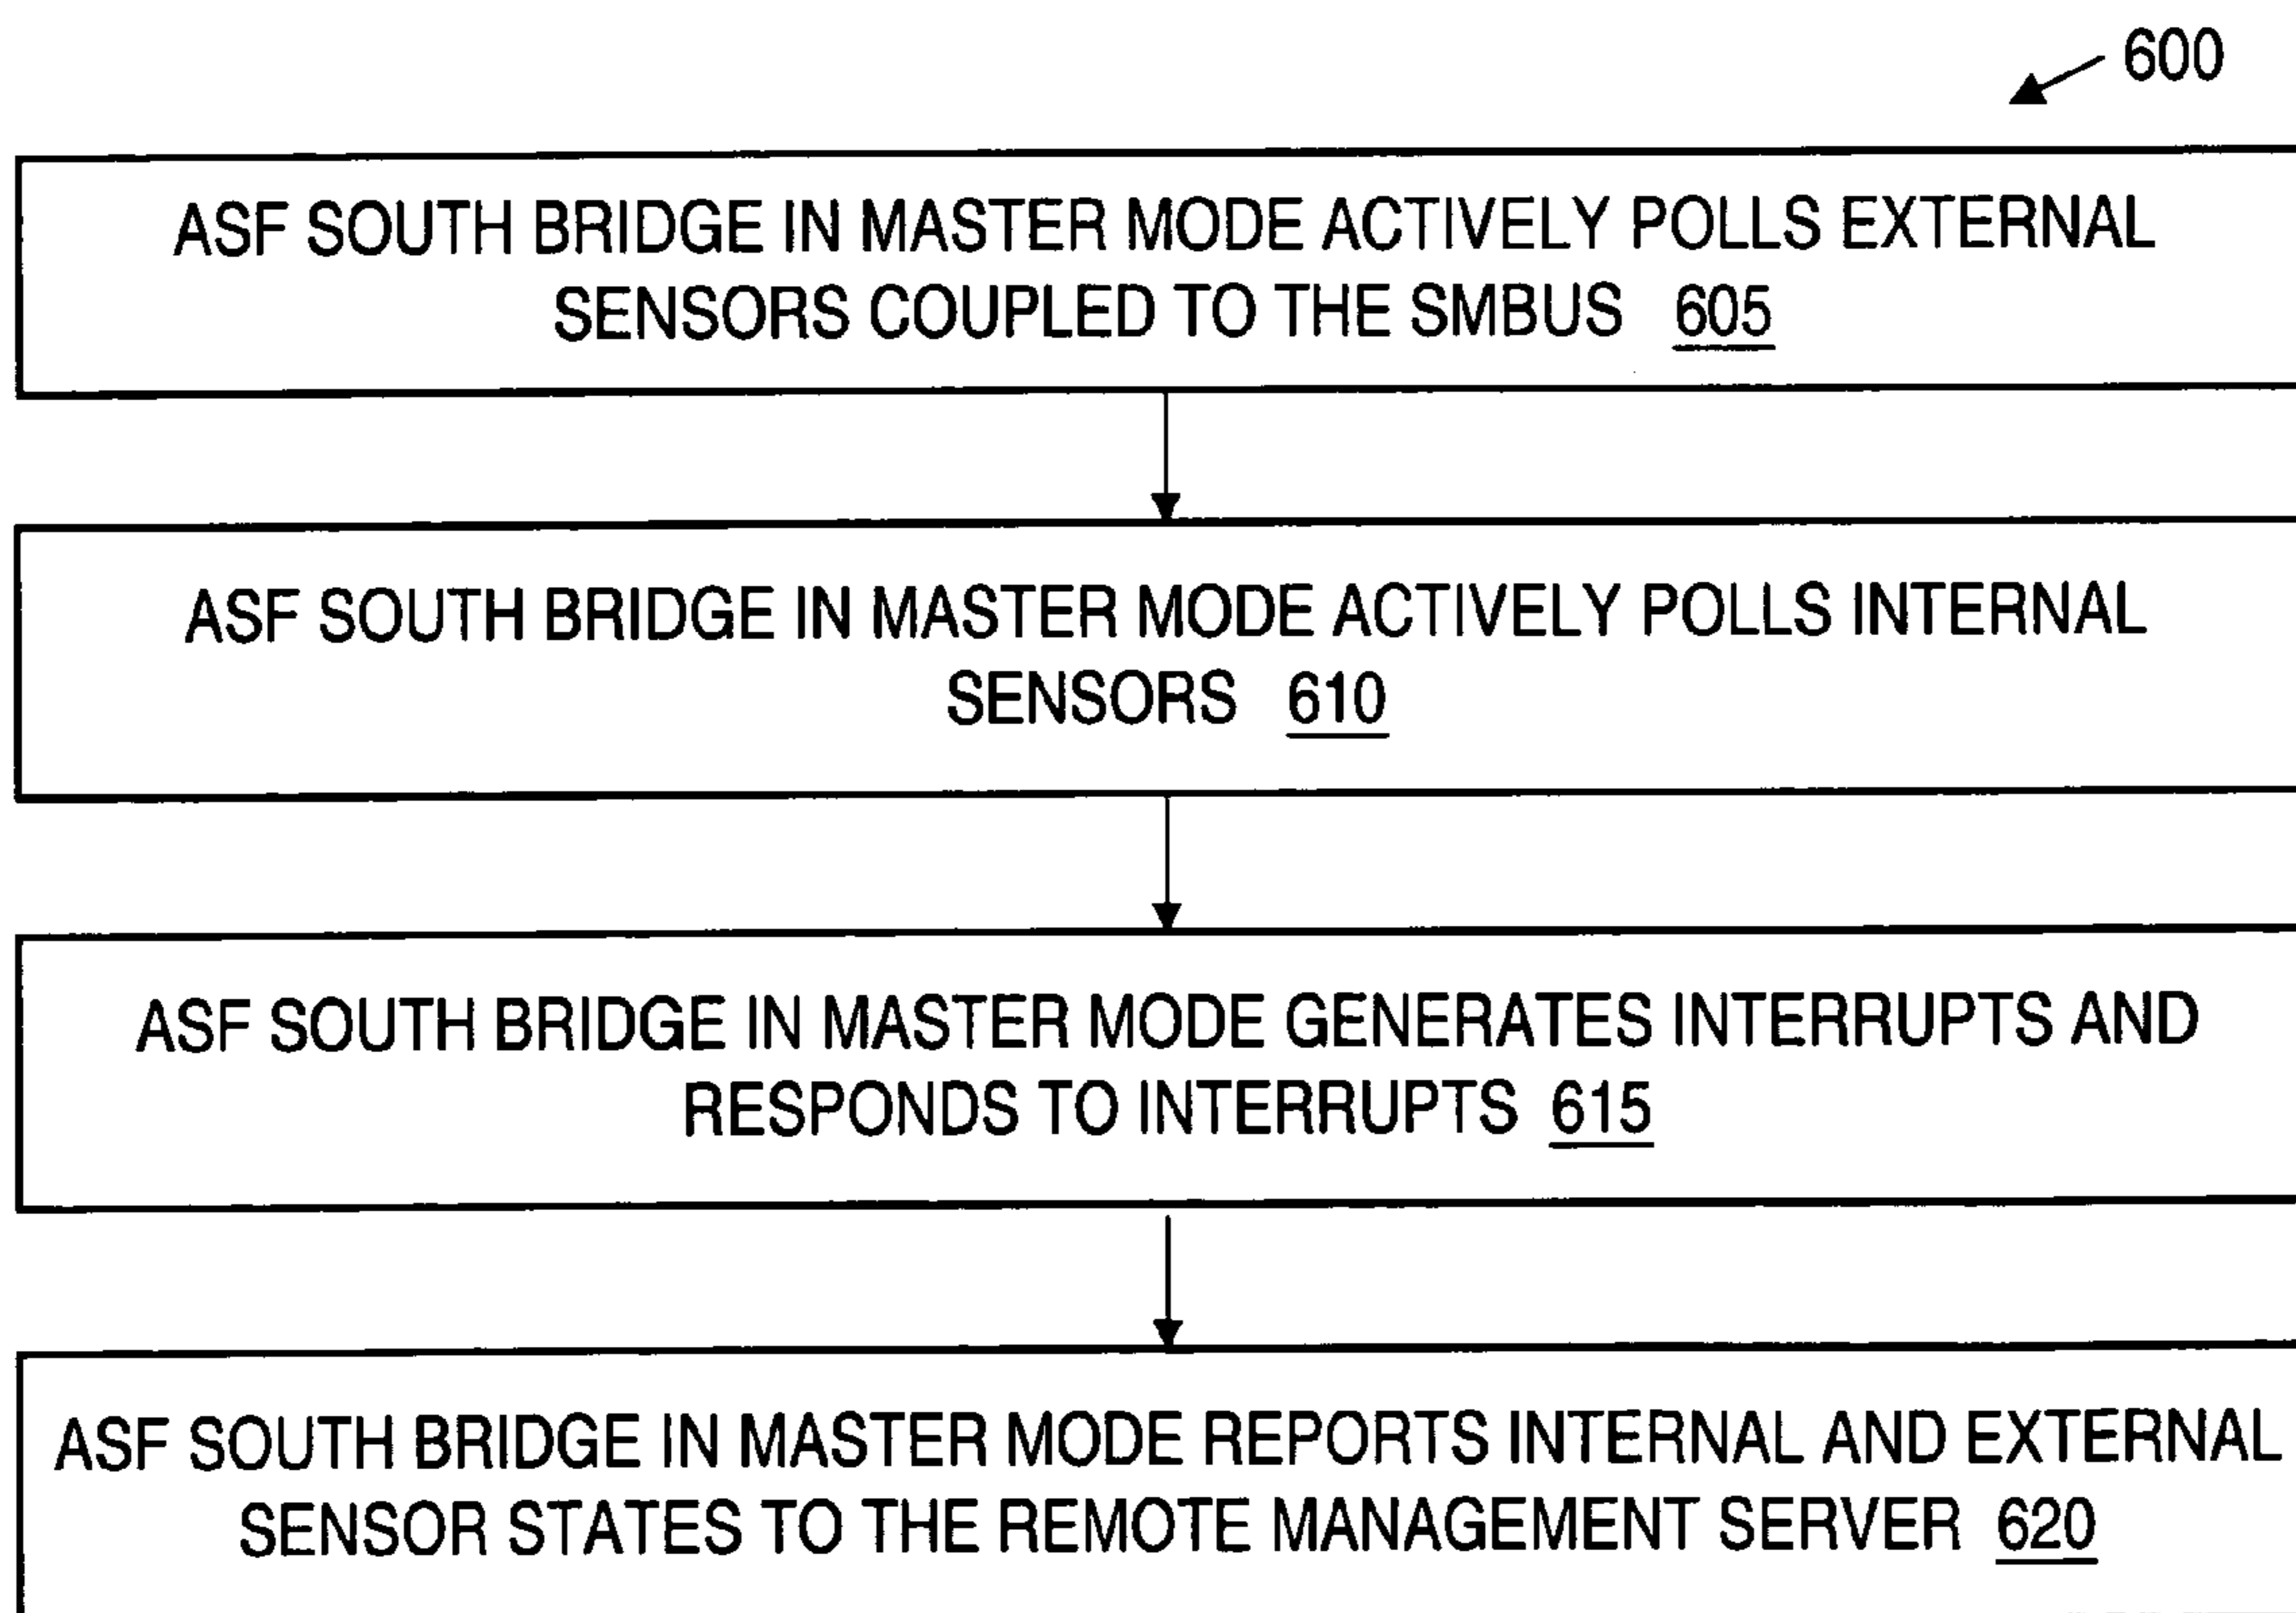 600
ASF SOUTH BRIDGE IN MASTER MODE ACTIVELY POLLS EXTERNAL
SENSORS COUPLED TO THE SMBUS 605
ASF SOUTH BRIDGE IN MASTER MODE ACTIVELY POLLS INTERNAL
SENSORS 610
ASF SOUTH BRIDGE IN MASTER MODE GENERATES INTERRUPTS AND
RESPONDS TO INTERRUPTS 615
ASF SOUTH BRIDGE IN MASTER MODE REPORTS INTERNAL AND EXTERNAL
SENSOR STATES TO THE REMOTE MANAGEMENT SERVER 620